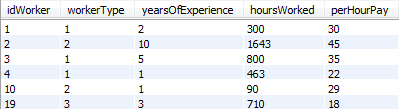 idWorker workerType yearsOfExperience hoursWorked perHourPay
1 1 2 300 30
2 2 10 1643 45
3 1 5 800 35
4 1 1 463 22
10 2 1 90 29
19 3 3 710 18